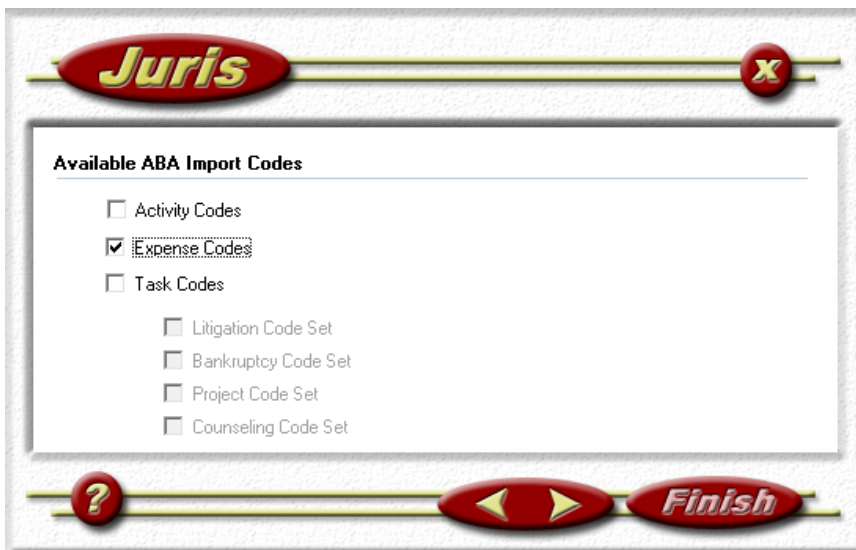 Juris
x
Available ABA Import Codes
Activity Codes
Expense Codes
Task Codes
Litigation Code Set
Bankruptcy Code Set
Project Code Set
Counseling Code Set
?
Finish